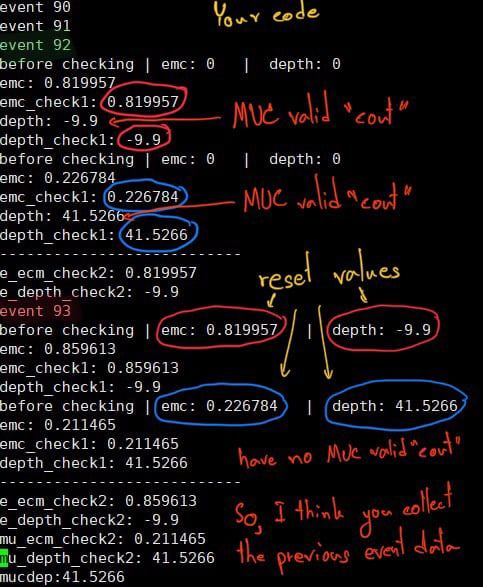 event 90
Your code
event 91
event 92
before checking | emc: 0 | depth: 0
emc: 0.819957
emc_check1: 0.819957
depth: -9.9
MUC valid "cout"
depth_check1: -9.9
before checking | emc: 0 | depth: 0
emc: 0.226784
emc_check1: 0.226784
MUC valid "cout"
depth: 41.5266
depth_check1: 41.5266
-----------------------------
e_ecm_check2: 0.819957
reset values
e_depth_check2: -9.9
event 93
before checking | emc: 0.819957 | depth: -9.9
emc: 0.859613
emc_check1: 0.859613
depth_check1: -9.9
before checking | emc: 0.226784 | depth: 41.5266
emc: 0.211465
emc_check1: 0.211465
have no MUC valid "cout"
depth_check1: 41.5266
-----------------------------
e_ecm_check2: 0.859613
So, I think you collect
e_depth_check2: -9.9
mu_ecm_check2: 0.211465
the previous event data
mu_depth_check2: 41.5266
mucdep:41.5266